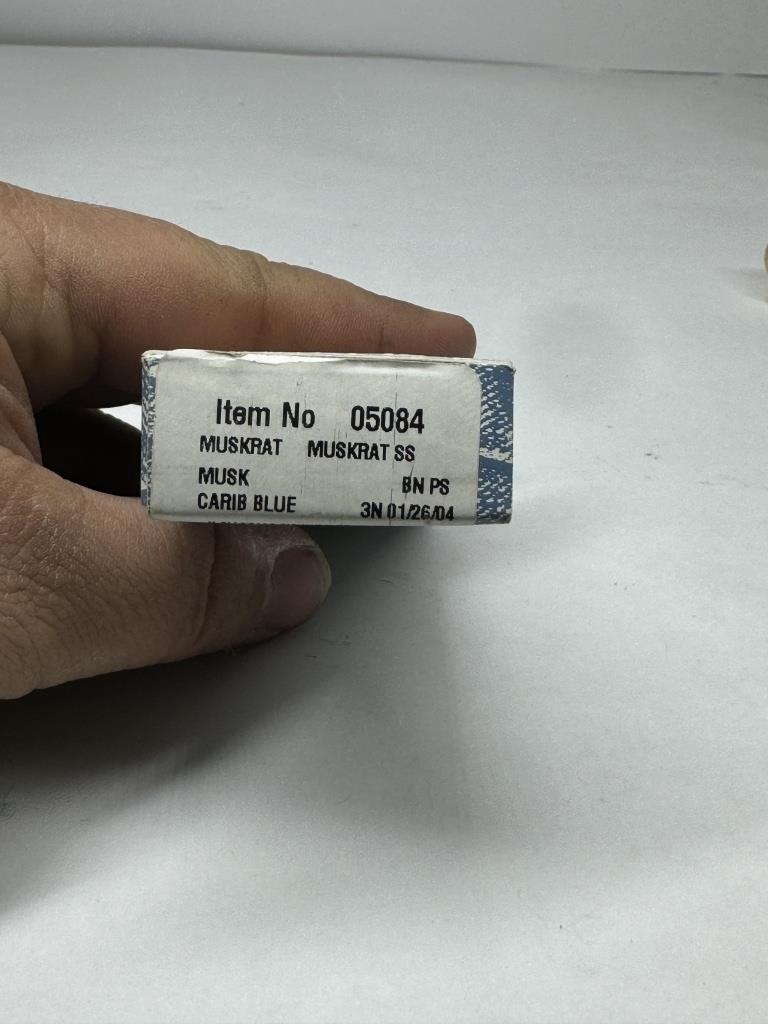 Item No 05084
MUSKRAT MUSKRAT SS
MUSK BN PS
CARIB BLUE 3N 01/26/04